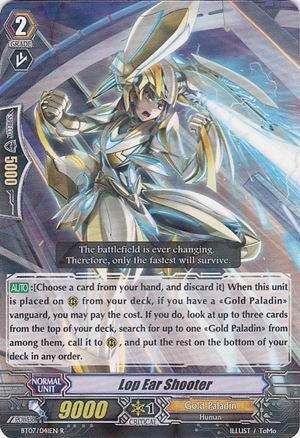 2
GRADE
5000
The battlefield is ever changing.
Therefore, only the fastest will survive.
AUTO:[Choose a card from your hand, and discard it] When this
unit is placed on from your deck, if you have a «Gold Paladin»
vanguard, you may pay the cost. If you do, look at up to three cards
from the top of your deck, search for up to one «Gold Paladin» from
among them, call it to , and put the rest on the bottom of your
deck in any order.
NORMAL
UNIT
Lop Ear Shooter
9000
1
CRITICAL
Gold Paladin
Human
BT07/041EN R
ILLUST / ToMo